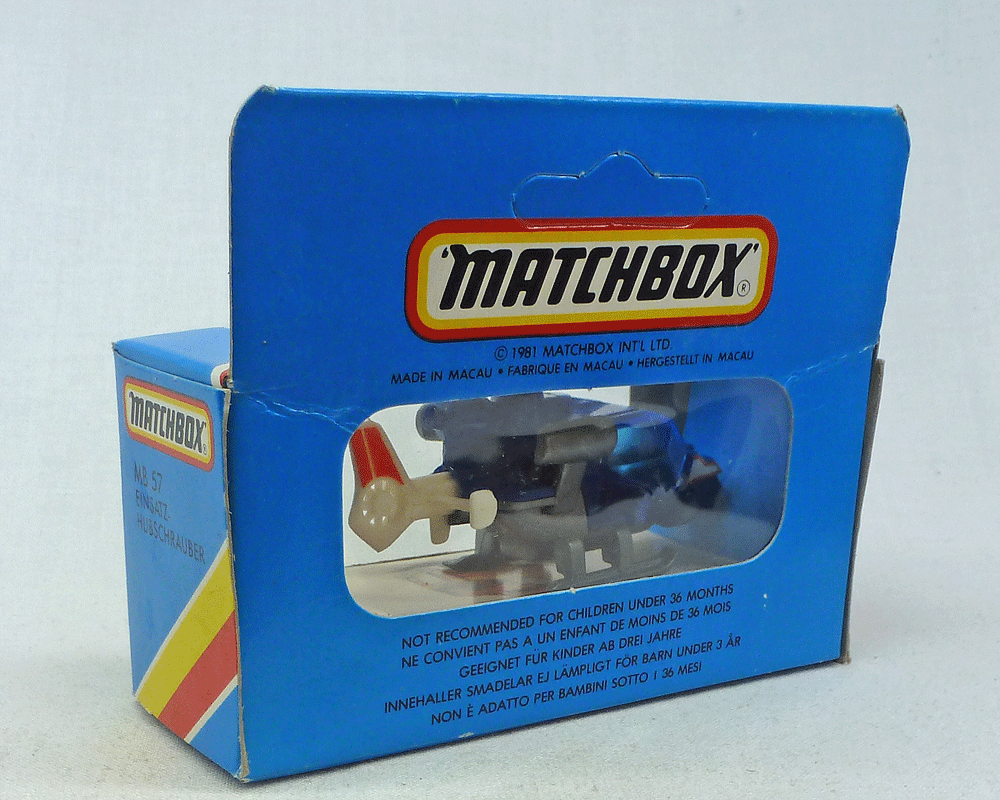 'MATCHBOX'®
© 1981 MATCHBOX INT'L LTD.
MADE IN MACAU • FABRIQUE EN MACAU • HERGESTELLT IN MACAU
NOT RECOMMENDED FOR CHILDREN UNDER 36 MONTHS
NE CONVIENT PAS A UN ENFANT DE MOINS DE 36 MOIS
GEEIGNET FÜR KINDER AB DREI JAHRE
INNEHALLER SMADELAR EJ LÄMPLIGT FÖR BARN UNDER 3 ÅR
NON È ADATTO PER BAMBINI SOTTO I 36 MESI
MATCHBOX®
MB 57
EINSATZ-
HUBSCHRAUBER